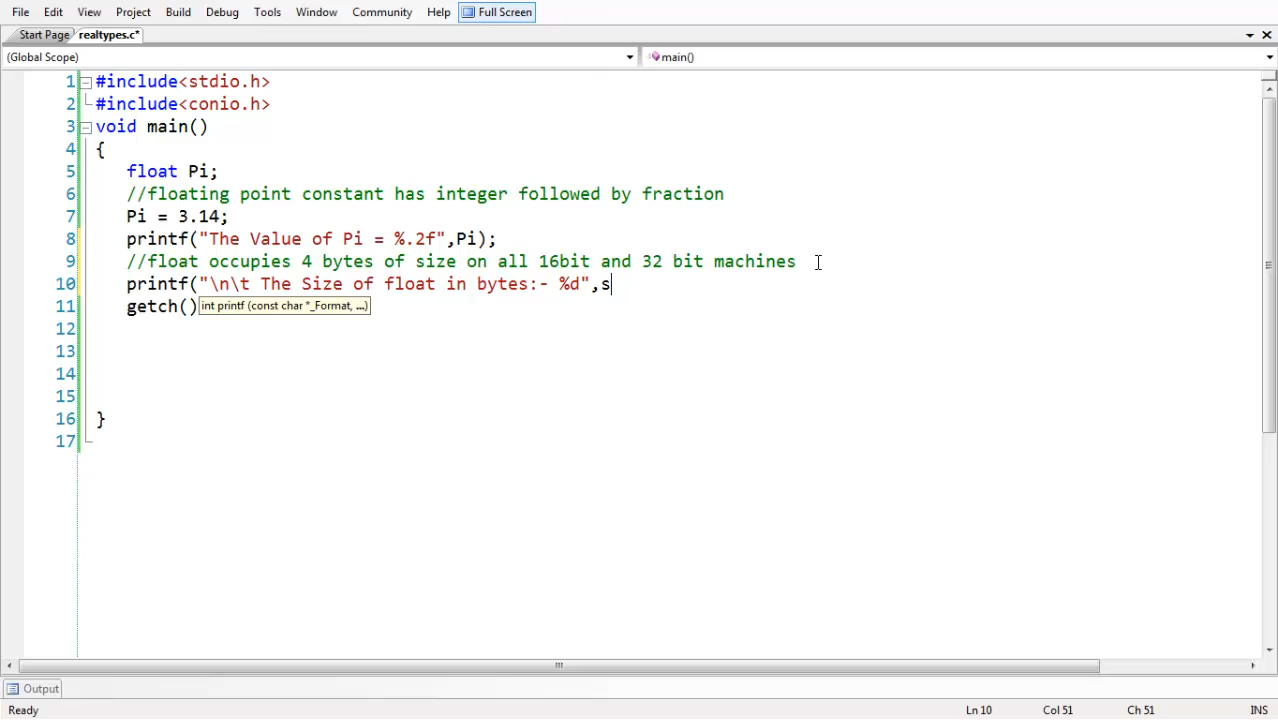 File Edit View Project Build Debug Tools Window Community Help Full Screen
Start Page realtypes.c*
(Global Scope) main()
1 #include<stdio.h>
2 #include<conio.h>
3 void main()
4 {
5 float Pi;
6 //floating point constant has integer followed by fraction
7 Pi = 3.14;
8 printf("The Value of Pi = %.2f",Pi);
9 //float occupies 4 bytes of size on all 16bit and 32 bit machines
10 printf("\n\t The Size of float in bytes:- %d",s
11 getch() int printf (const char *_Format, ...)
12
13
14
15
16 }
17
Output
Ready Ln 10 Col 51 Ch 51 INS